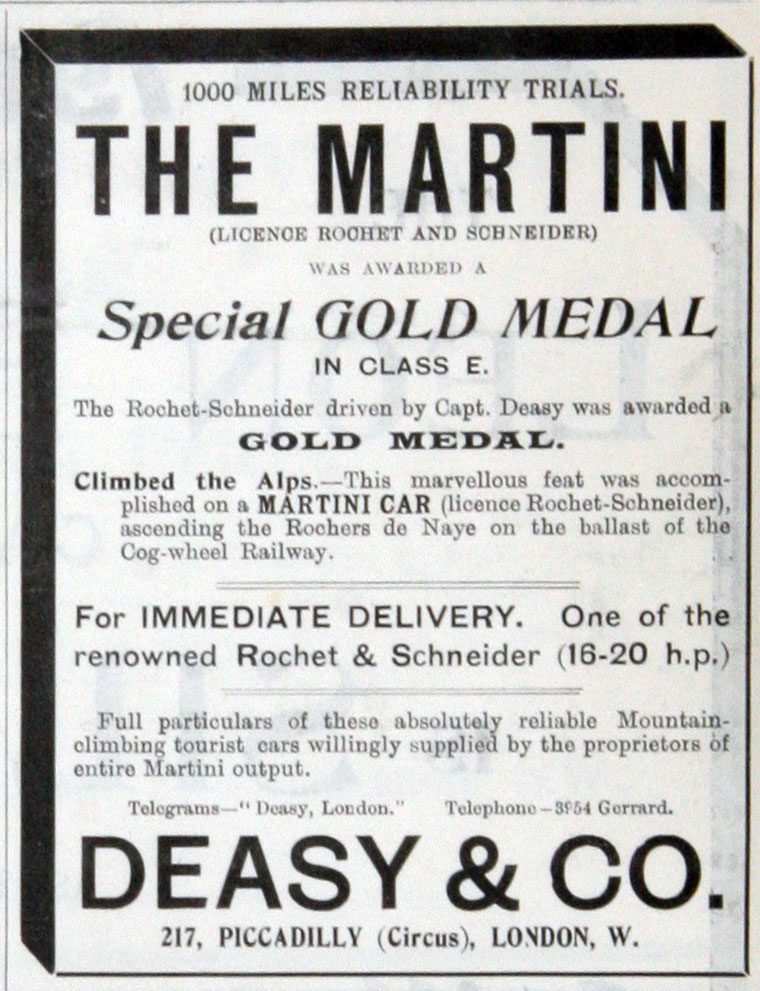 1000 MILES RELIABILITY TRIALS.
THE MARTINI
(LICENCE ROCHET AND SCHNEIDER)
WAS AWARDED A
Special GOLD MEDAL
IN CLASS E.
The Rochet-Schneider driven by Capt. Deasy was awarded a
GOLD MEDAL.
Climbed the Alps.—This marvellous feat was accom-
plished on a MARTINI CAR (licence Rochet-Schneider),
ascending the Rochers de Naye on the ballast of the
Cog-wheel Railway.
For IMMEDIATE DELIVERY. One of the
renowned Rochet & Schneider (16-20 h.p.)
Full particulars of these absolutely reliable Mountain-
climbing tourist cars willingly supplied by the proprietors of
entire Martini output.
Telegrams—"Deasy, London." Telephone—3954 Gerrard.
DEASY & CO.
217, PICCADILLY (Circus), LONDON, W.